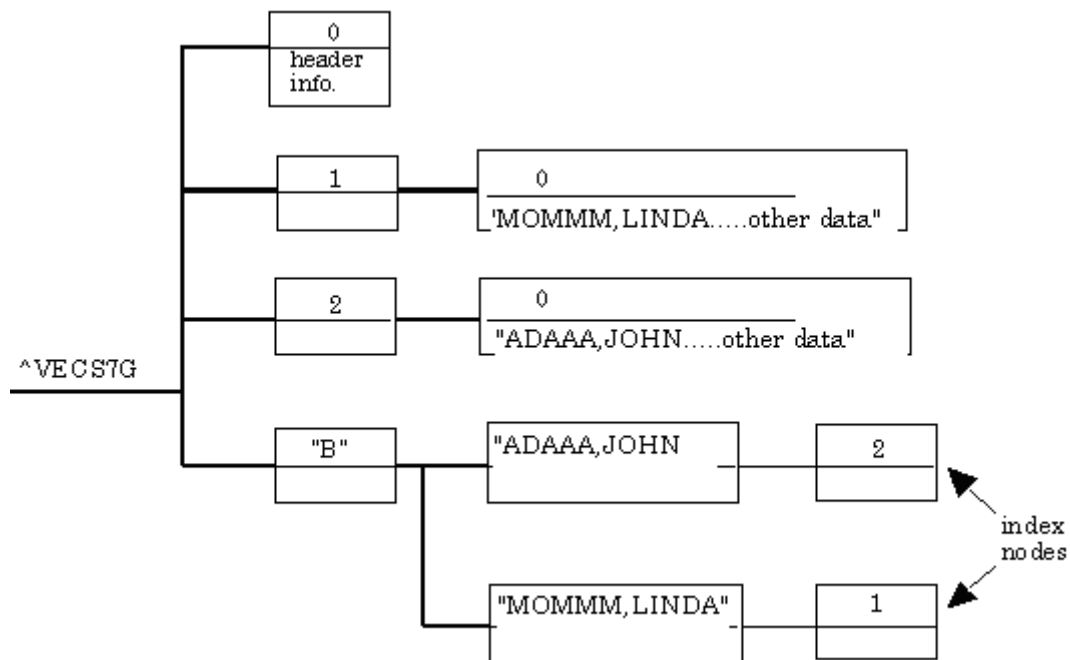 0
header
info.
1
0
"MOMMM,LINDA.....other data"
2
0
"ADAAA,JOHN.....other data"
^VECS7G
"B"
"ADAAA,JOHN
2
index
nodes
"MOMMM,LINDA"
1